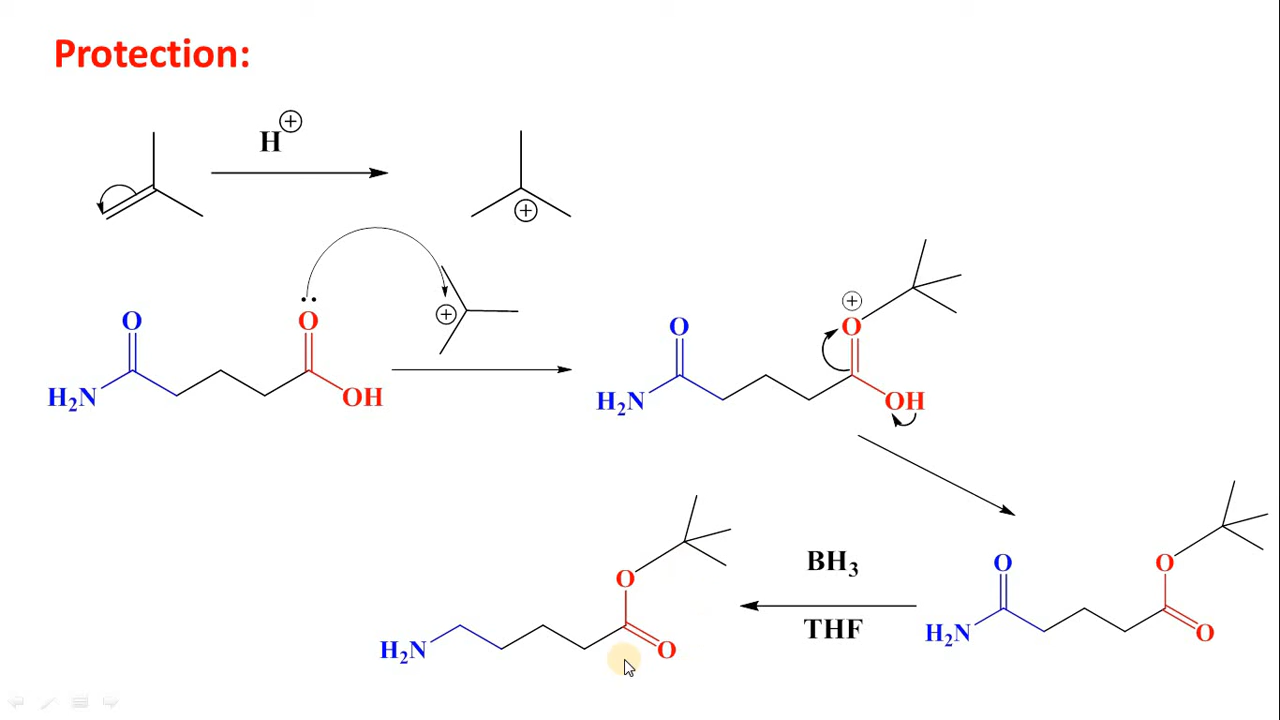 Protection:
H⊕
⊕
⊕
O
O
H₂N
OH
⊕
O
O
H₂N
OH
BH₃
THF
O
O
H₂N
O
O
H₂N
O